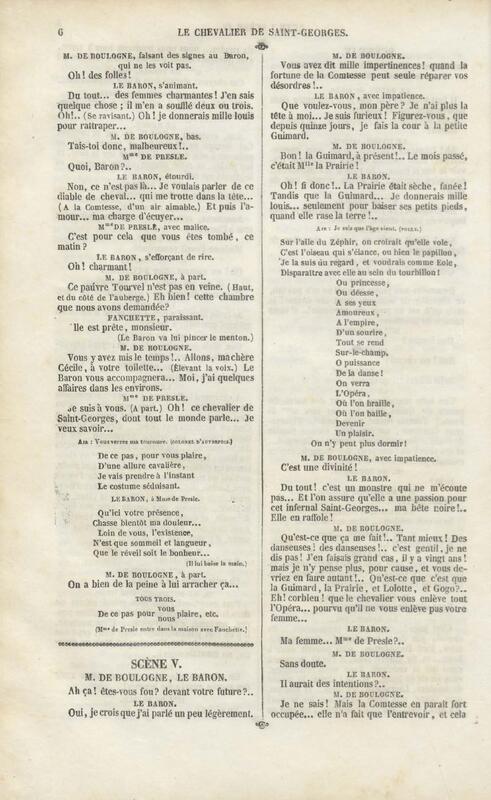 6
LE CHEVALIER DE SAINT-GEORGES.
M. DE BOULOGNE, faisant des signes au Baron,
qui ne les voit pas.
Oh! des folles!
LE BARON, s'animant.
Du tout... des femmes charmantes! J'en sais
quelque chose; il m'en a soufflé deux ou trois.
Oh!.. (Se ravisant.) Oh! je donnerais mille louis
pour rattraper...
M. DE BOULOGNE, bas.
Tais-toi donc, malheureux!..
Mme DE PRESLE.
Quoi, Baron?..
LE BARON, étourdi.
Non, ce n'est pas là... Je voulais parler de ce
diable de cheval... qui me trotte dans la tête...
(A la Comtesse, d'un air aimable.) Et puis l'a-
mour... ma charge d'écuyer...
Mme DE PRESLE, avec malice.
C'est pour cela que vous êtes tombé, ce
matin?
LE BARON, s'efforçant de rire.
Oh! charmant!
M. DE BOULOGNE, à part.
Ce pauvre Tourvel n'est pas en veine. (Haut,
et du côté de l'auberge.) Eh bien! cette chambre
que nous avons demandée?
FANCHETTE, paraissant.
Elle est prête, monsieur.
(Le Baron va lui pincer le menton.)
M. DE BOULOGNE.
Vous y avez mis le temps!.. Allons, ma chère
Cécile, à votre toilette... (Élevant la voix.) Le
Baron vous accompagnera... Moi, j'ai quelques
affaires dans les environs.
Mme DE PRESLE.
Je suis à vous. (A part.) Oh! ce chevalier de
Saint-Georges, dont tout le monde parle... Je
veux savoir...
AIR: Vous verrez ma tournure. (COLONEL D'AUTREFOIS.)
De ce pas, pour vous plaire,
D'une allure cavalière,
Je vais prendre à l'instant
Le costume séduisant.
LE BARON, à Mme de Presle.
Qu'ici votre présence,
Chasse bientôt ma douleur...
Loin de vous, l'existence,
N'est que sommeil et langueur,
Que le réveil soit le bonheur...
(Il lui baise la main.)
M. DE BOULOGNE, à part.
On a bien de la peine à lui arracher ça...
TOUS TROIS.
De ce pas pour vous plaire, etc.
nous
(Mme de Presle entre dans la maison avec Fanchette.)
SCÈNE V.
M. DE BOULOGNE, LE BARON.
Ah ça! êtes-vous fou? devant votre future?..
LE BARON.
Oui, je crois que j'ai parlé un peu légèrement.
M. DE BOULOGNE.
Vous avez dit mille impertinences! quand la
fortune de la Comtesse peut seule réparer vos
désordres!..
LE BARON, avec impatience.
Que voulez-vous, mon père? Je n'ai plus la
tête à moi... Je suis furieux! Figurez-vous, que
depuis quinze jours, je fais la cour à la petite
Guimard.
M. DE BOULOGNE.
Bon! la Guimard, à présent!.. Le mois passé,
c'était Mlle la Prairie!
LE BARON.
Oh! fi donc!.. La Prairie était sèche, fanée!
Tandis que la Guimard... Je donnerais mille
louis... seulement pour baiser ses petits pieds,
quand elle rase la terre!..
AIR: Je sais que l'âge vient. (POLKA.)
Sur l'aile du Zéphir, on croirait qu'elle vole,
C'est l'oiseau qui s'élance, ou bien le papillon,
Je la suis du regard, et voudrais comme Eole,
Disparaître avec elle au sein du tourbillon!
Ou princesse,
Ou déesse,
A ses yeux
Amoureux,
A l'empire,
D'un sourire,
Tout se rend
Sur-le-champ,
O puissance
De la danse!
On verra
L'Opéra,
Où l'on braille,
Où l'on baille,
Devenir
Un plaisir.
On n'y peut plus dormir!
M. DE BOULOGNE, avec impatience.
C'est une divinité!
LE BARON.
Du tout! c'est un monstre qui ne m'écoute
pas... Et l'on assure qu'elle a une passion pour
cet infernal Saint-Georges... ma bête noire!..
Elle en raffole!
M. DE BOULOGNE.
Qu'est-ce que ça me fait!.. Tant mieux! Des
danseuses! des danseuses!.. c'est gentil, je ne
dis pas! J'en faisais grand cas, il y a vingt ans!
mais je n'y pense plus, pour cause, et vous de-
vriez en faire autant!.. Qu'est-ce que c'est que
la Guimard, la Prairie, et Lolotte, et Gogo?..
Eh! corbieu! que le chevalier vous enlève tout
l'Opéra... pourvu qu'il ne vous enlève pas votre
femme...
LE BARON.
Ma femme... Mme de Presle?..
M. DE BOULOGNE.
Sans doute.
LE BARON.
Il aurait des intentions?..
M. DE BOULOGNE.
Je ne sais! Mais la Comtesse en paraît fort
occupée... elle n'a fait que l'entrevoir, et cela